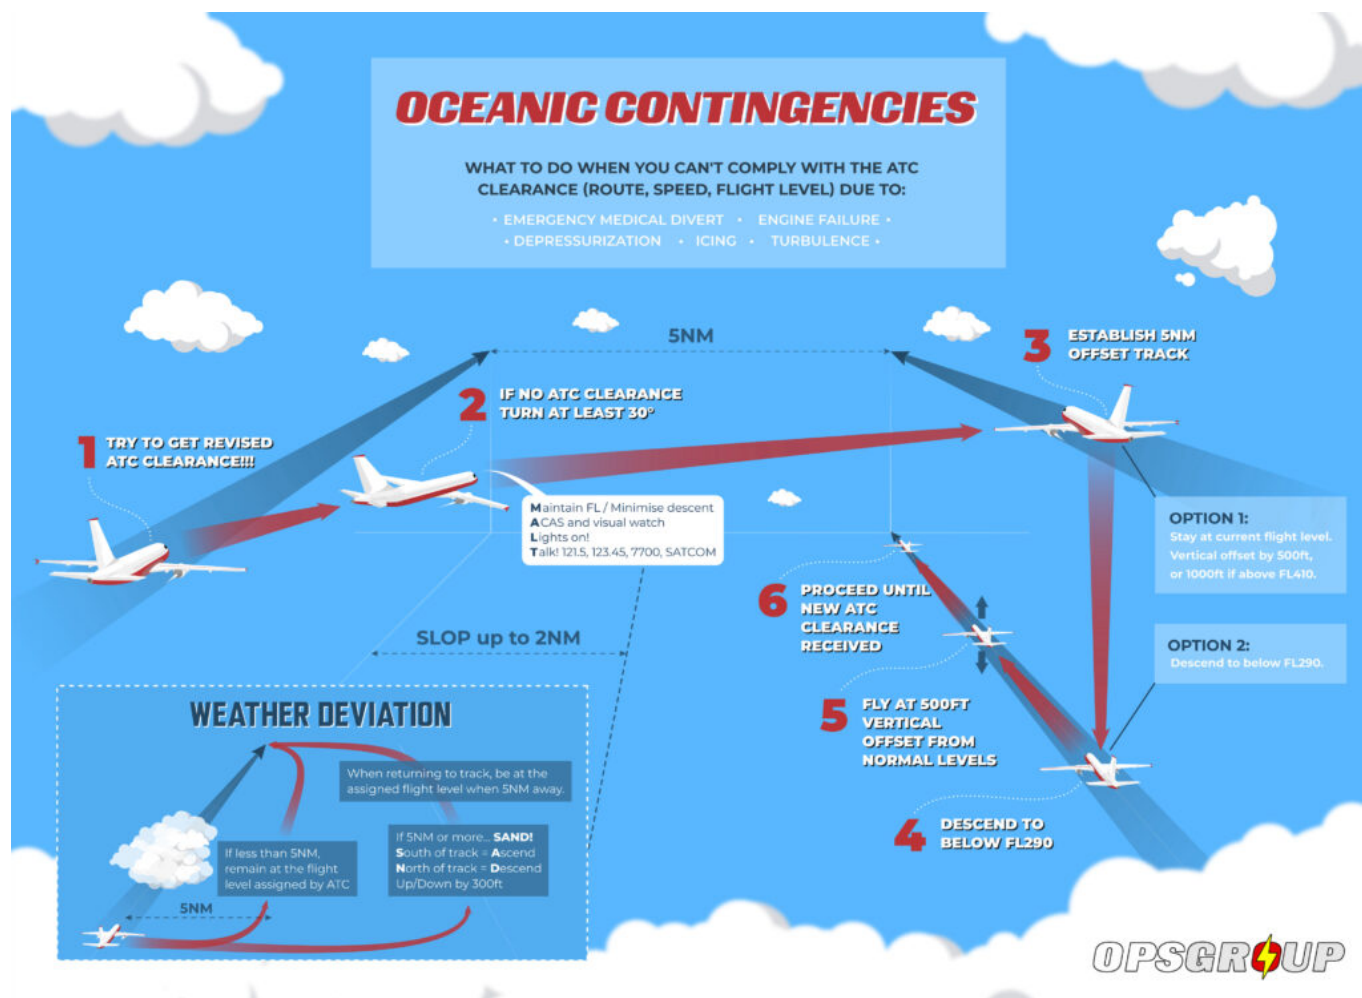 OCEANIC CONTINGENCIES
WHAT TO DO WHEN YOU CAN'T COMPLY WITH THE ATC
CLEARANCE (ROUTE, SPEED, FLIGHT LEVEL) DUE TO:
• EMERGENCY MEDICAL DIVERT • ENGINE FAILURE •
• DEPRESSURIZATION • ICING • TURBULENCE •
5NM
1
TRY TO GET REVISED
ATC CLEARANCE!!!
2
IF NO ATC CLEARANCE
TURN AT LEAST 30°
Maintain FL / Minimise descent
ACAS and visual watch
Lights on!
Talk! 121.5, 123.45, 7700, SATCOM
3
ESTABLISH 5NM
OFFSET TRACK
OPTION 1:
Stay at current flight level.
Vertical offset by 500ft,
or 1000ft if above FL410.
OPTION 2:
Descend to below FL290.
4
DESCEND TO
BELOW FL290
5
FLY AT 500FT
VERTICAL
OFFSET FROM
NORMAL LEVELS
6
PROCEED UNTIL
NEW ATC
CLEARANCE
RECEIVED
SLOP up to 2NM
WEATHER DEVIATION
When returning to track, be at the
assigned flight level when 5NM away.
If less than 5NM,
remain at the flight
level assigned by ATC
If 5NM or more... SAND!
South of track = Ascend
North of track = Descend
Up/Down by 300ft
5NM
OPSGROUP